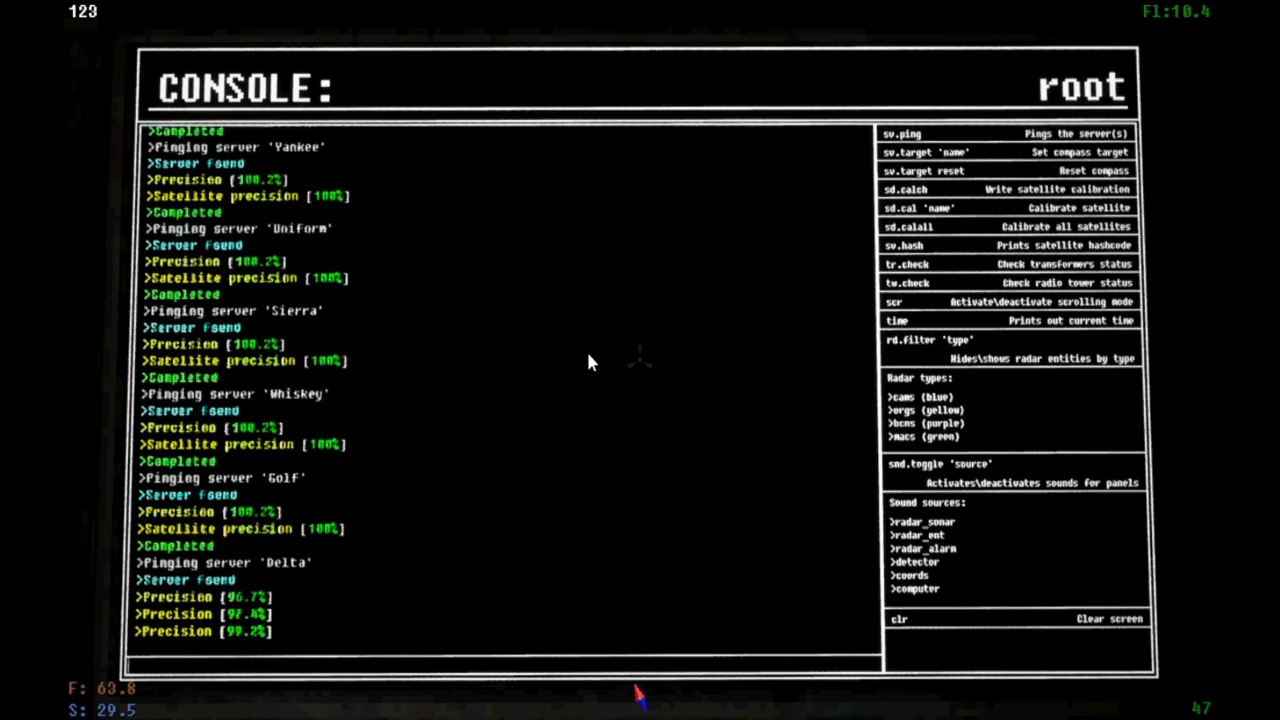 123
Fl:10.4
CONSOLE:
root
>Completed
>Pinging server 'Yankee'
>Server found
>Precision [100.2%]
>Satellite precision [100%]
>Completed
>Pinging server 'Uniform'
>Server found
>Precision [100.2%]
>Satellite precision [100%]
>Completed
>Pinging server 'Sierra'
>Server found
>Precision [100.2%]
>Satellite precision [100%]
>Completed
>Pinging server 'Whiskey'
>Server found
>Precision [100.2%]
>Satellite precision [100%]
>Completed
>Pinging server 'Golf'
>Server found
>Precision [100.2%]
>Satellite precision [100%]
>Completed
>Pinging server 'Delta'
>Server found
>Precision [96.7%]
>Precision [97.4%]
>Precision [99.2%]
sv.ping Pings the server(s)
sv.target 'name' Set compass target
sv.target reset Reset compass
sd.calch Write satellite calibration
sd.cal 'name' Calibrate satellite
sd.calall Calibrate all satellites
sv.hash Prints satellite hashcode
tr.check Check transformers status
tw.check Check radio tower status
scr Activate\deactivate scrolling mode
time Prints out current time
rd.filter 'type'
Hides\shows radar entities by type
Radar types:
>cams (blue)
>orgs (yellow)
>bcns (purple)
>macs (green)
snd.toggle 'source'
Activates\deactivates sounds for panels
Sound sources:
>radar_sonar
>radar_ent
>radar_alarm
>detector
>coords
>computer
clr Clear screen
F: 63.8
S: 29.5
47